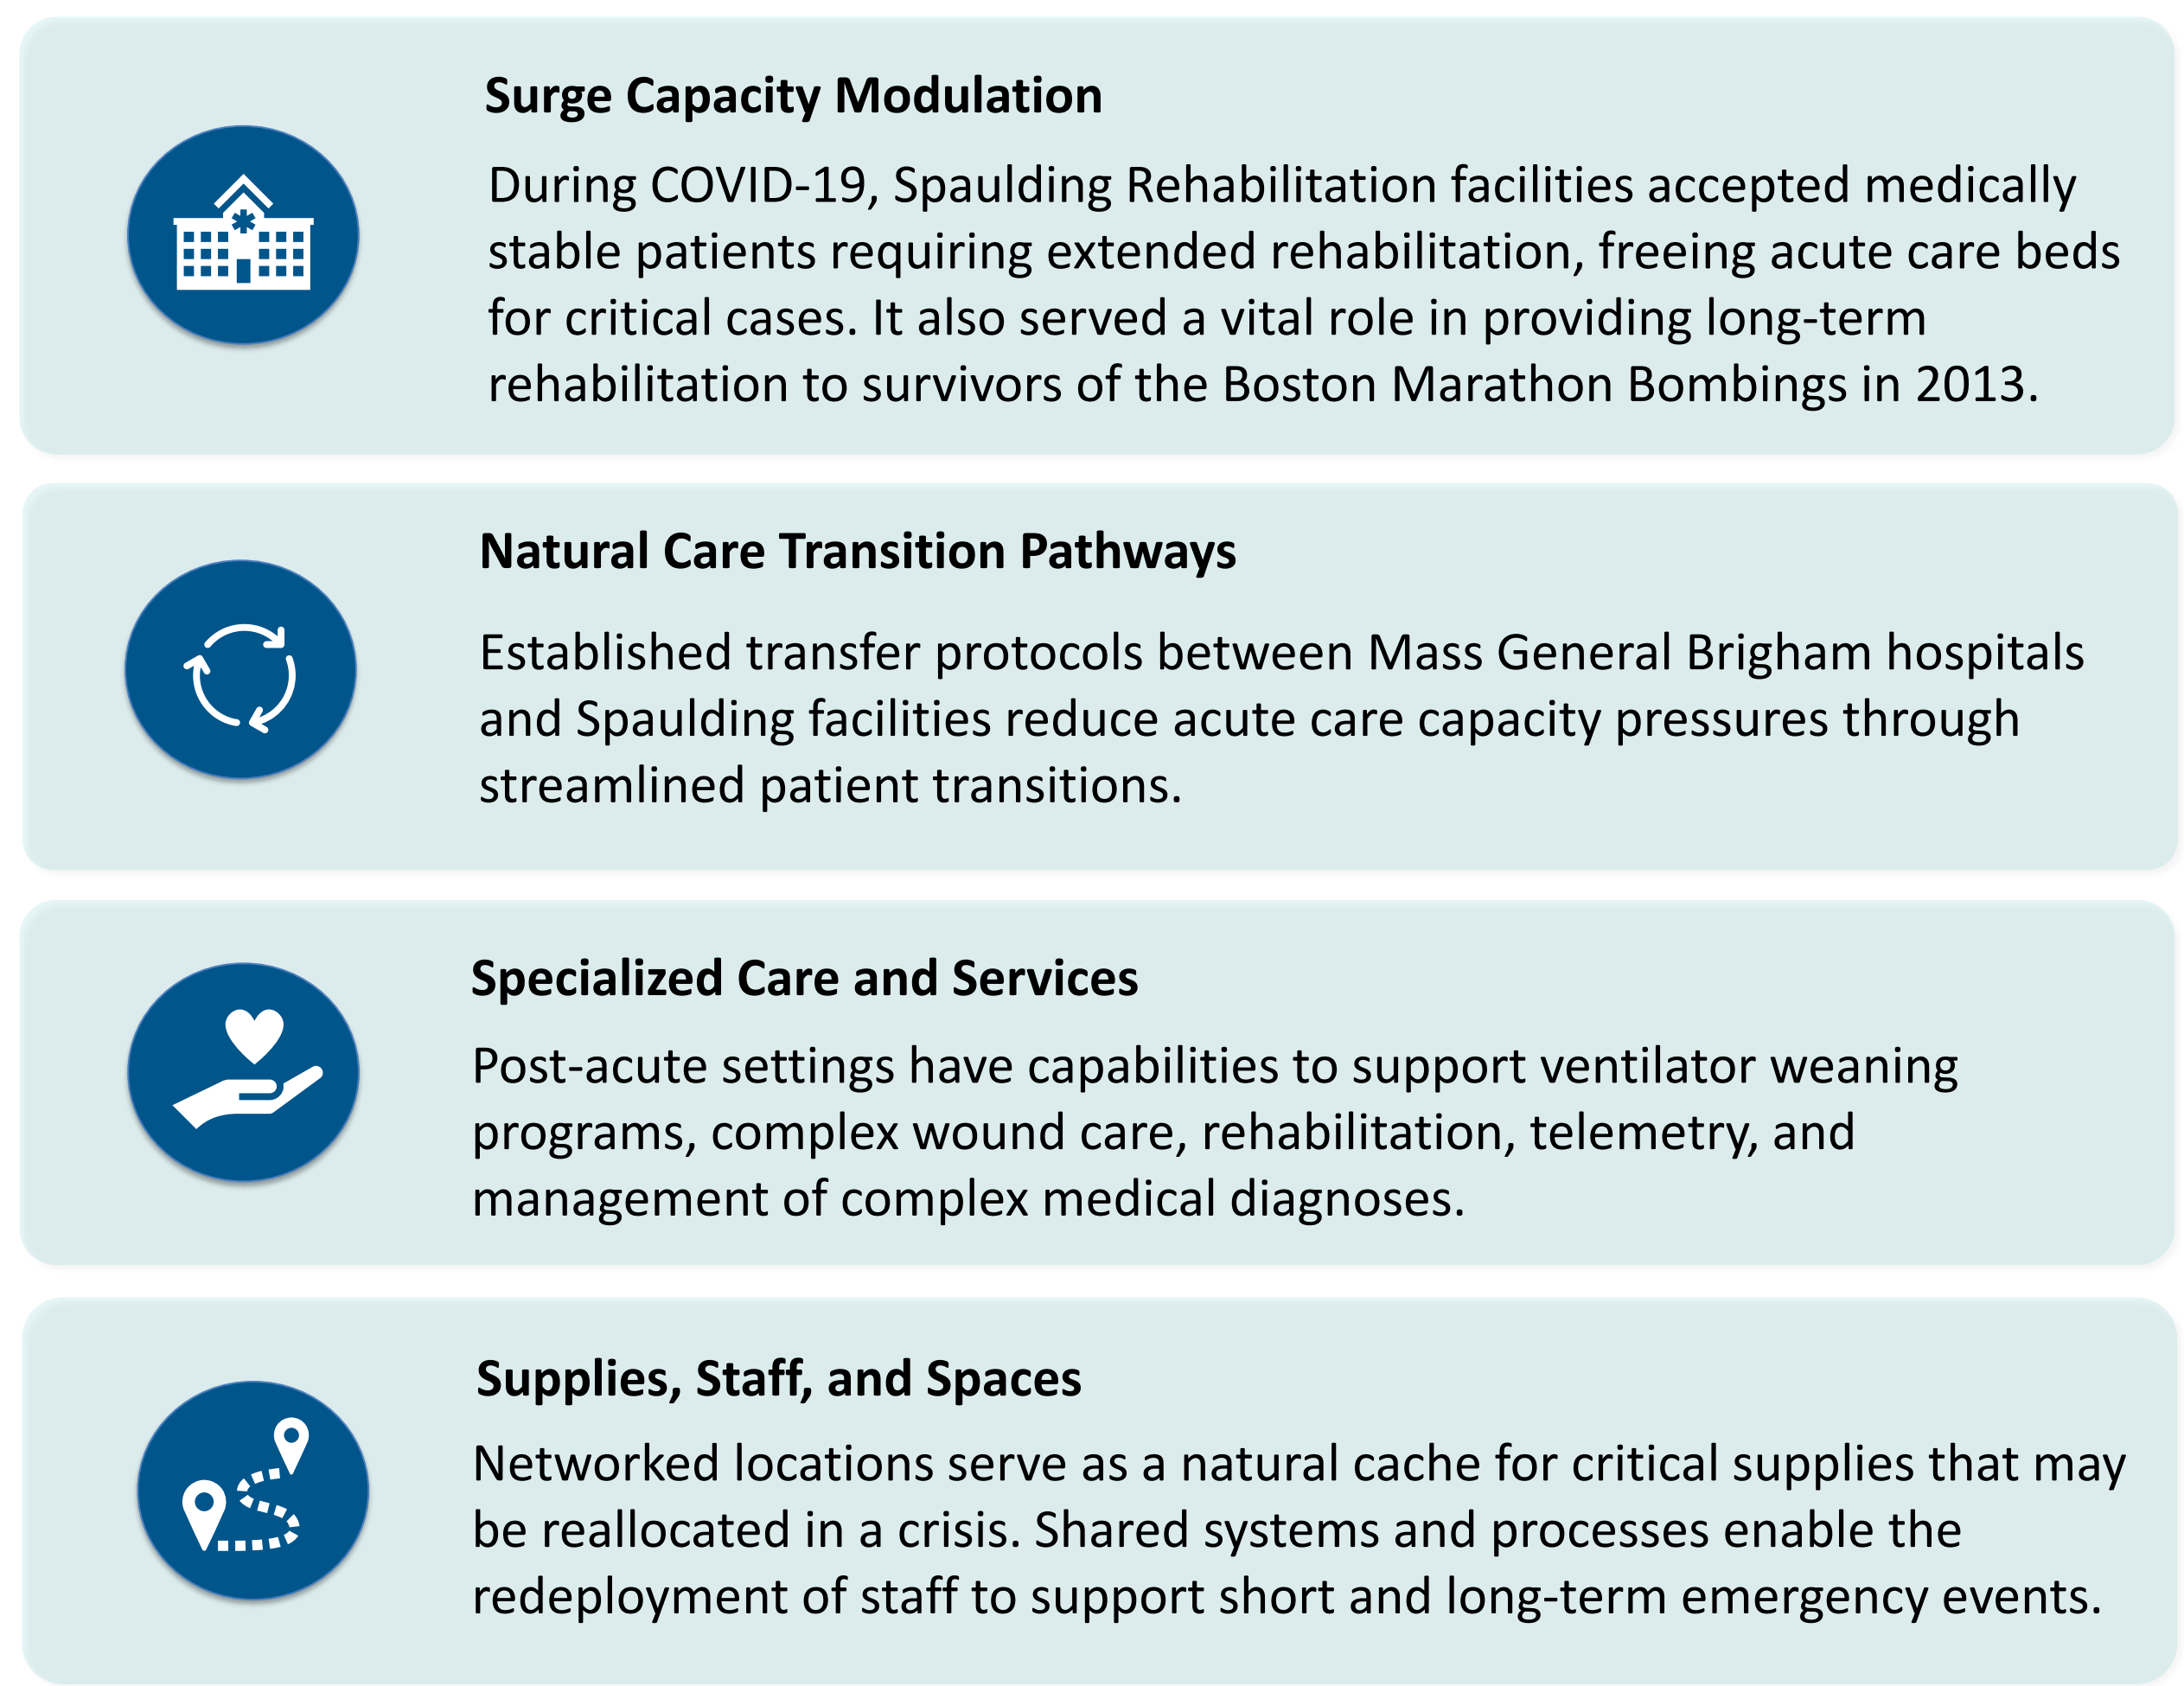 Surge Capacity Modulation
During COVID-19, Spaulding Rehabilitation facilities accepted medically
stable patients requiring extended rehabilitation, freeing acute care beds
for critical cases. It also served a vital role in providing long-term
rehabilitation to survivors of the Boston Marathon Bombings in 2013.
Natural Care Transition Pathways
Established transfer protocols between Mass General Brigham hospitals
and Spaulding facilities reduce acute care capacity pressures through
streamlined patient transitions.
Specialized Care and Services
Post-acute settings have capabilities to support ventilator weaning
programs, complex wound care, rehabilitation, telemetry, and
management of complex medical diagnoses.
Supplies, Staff, and Spaces
Networked locations serve as a natural cache for critical supplies that may
be reallocated in a crisis. Shared systems and processes enable the
redeployment of staff to support short and long-term emergency events.